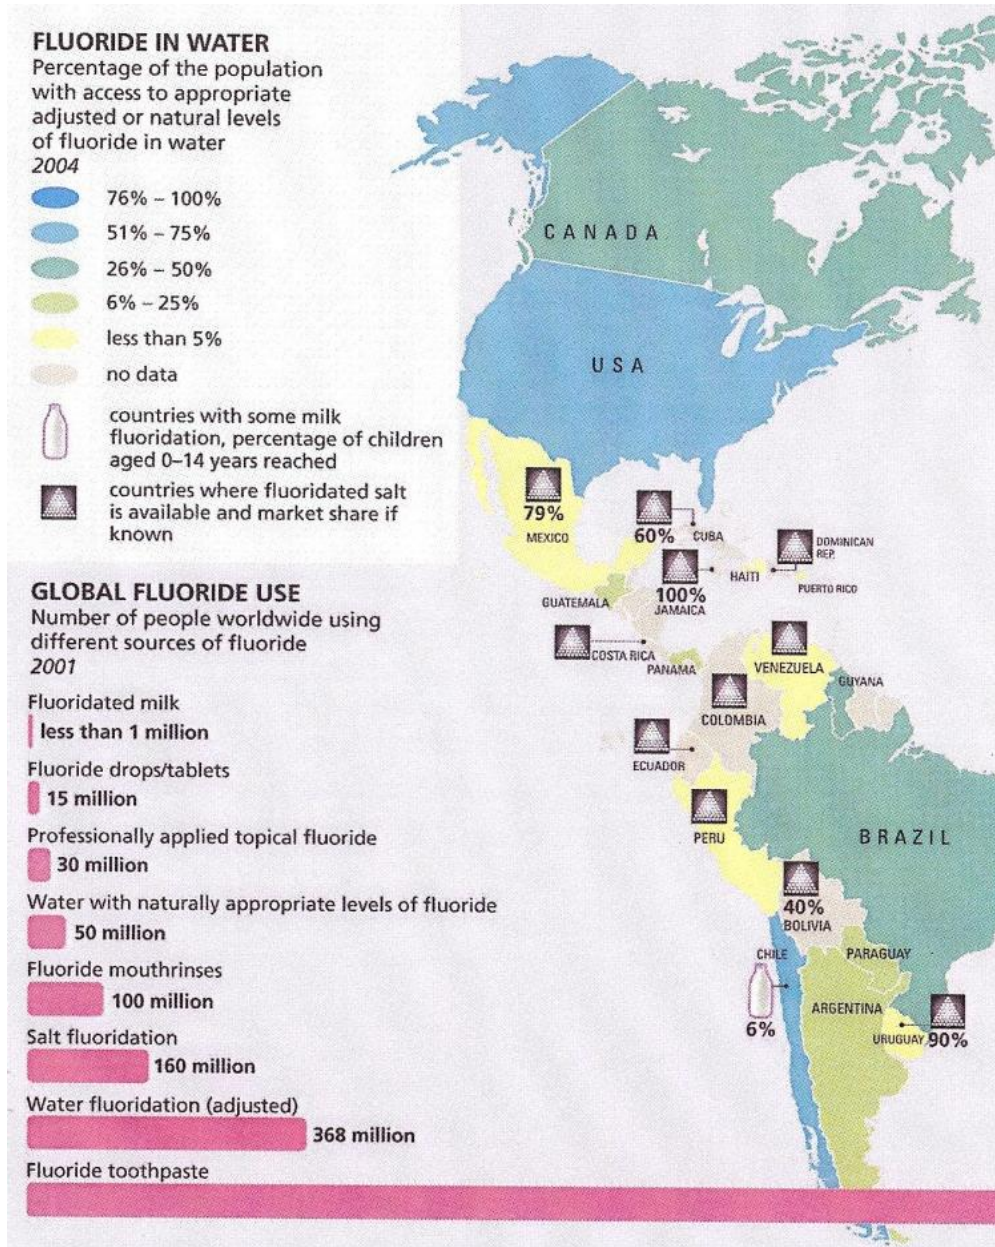 FLUORIDE IN WATER
Percentage of the population
with access to appropriate
adjusted or natural levels
of fluoride in water
2004
76% – 100%
51% – 75%
26% – 50%
6% – 25%
less than 5%
no data
countries with some milk
fluoridation, percentage of children
aged 0–14 years reached
countries where fluoridated salt
is available and market share if
known
GLOBAL FLUORIDE USE
Number of people worldwide using
different sources of fluoride
2001
Fluoridated milk
less than 1 million
Fluoride drops/tablets
15 million
Professionally applied topical fluoride
30 million
Water with naturally appropriate levels of fluoride
50 million
Fluoride mouthrinses
100 million
Salt fluoridation
160 million
Water fluoridation (adjusted)
368 million
Fluoride toothpaste
CANADA
USA
79%
MEXICO
60%
CUBA
DOMINICAN
REP.
HAITI
PUERTO RICO
100%
JAMAICA
GUATEMALA
COSTA RICA
PANAMA
VENEZUELA
GUYANA
COLOMBIA
ECUADOR
PERU
BRAZIL
40%
BOLIVIA
CHILE
PARAGUAY
6%
ARGENTINA
URUGUAY
90%